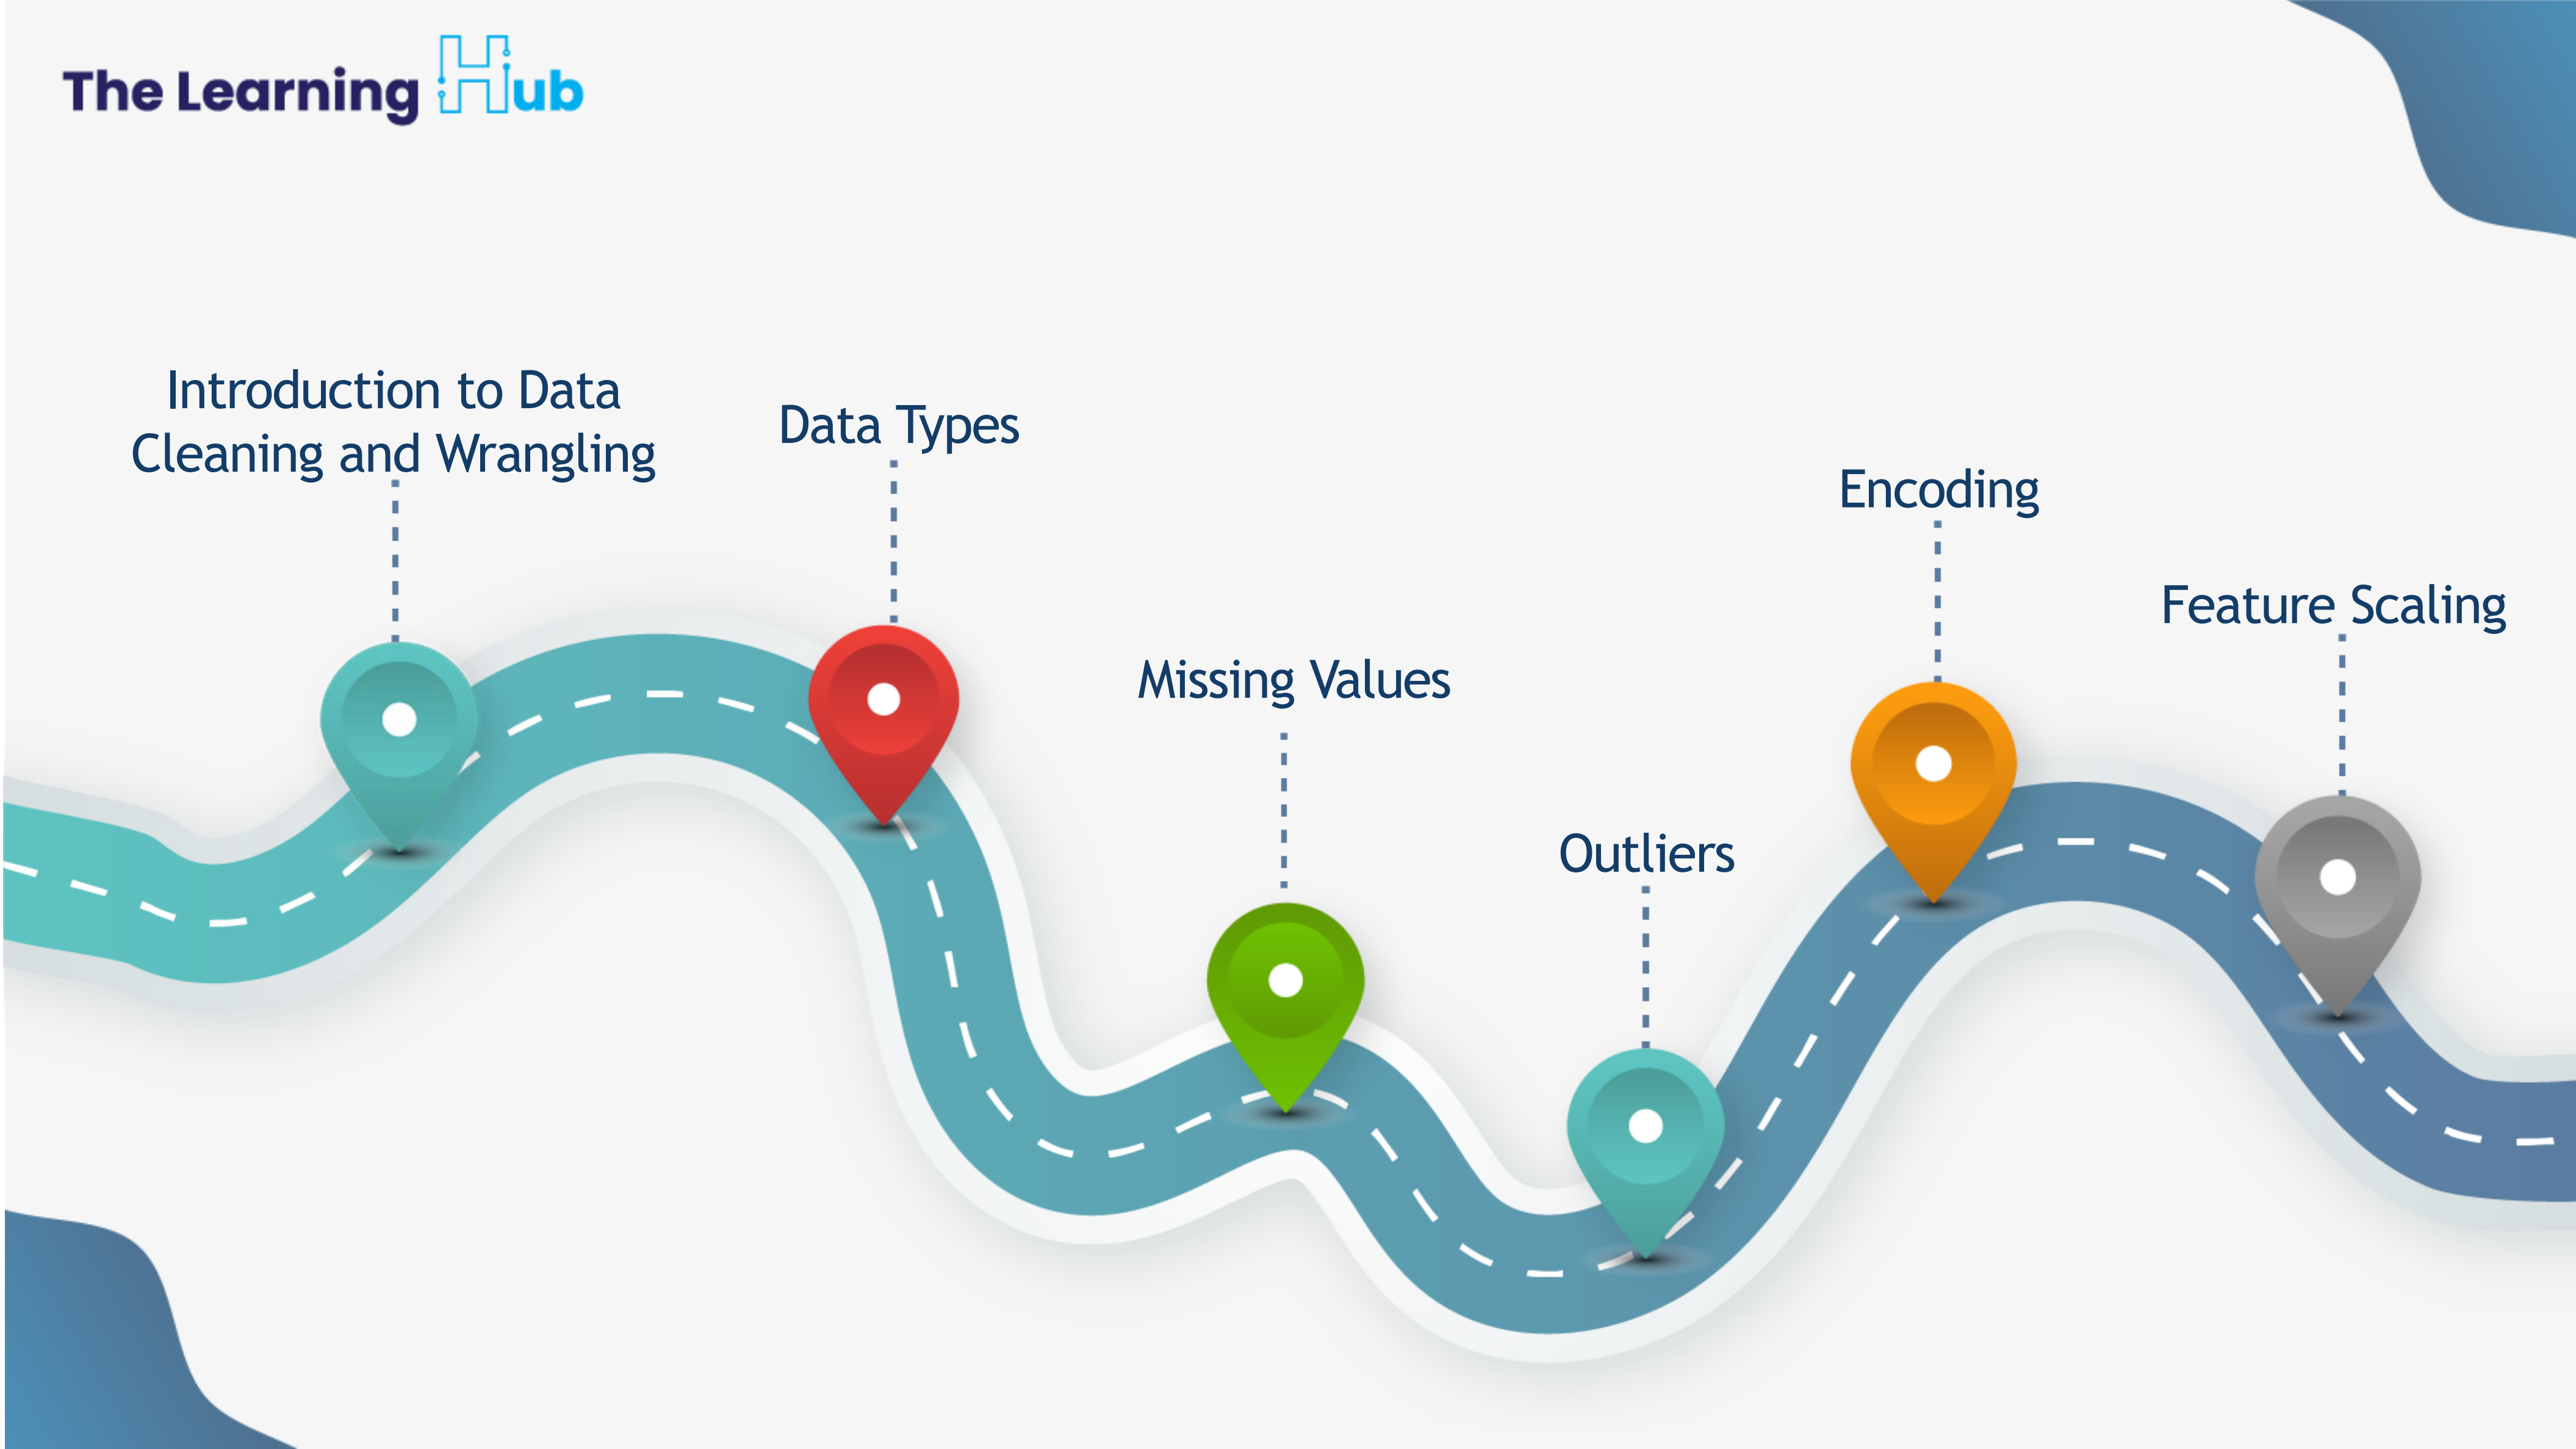 The Learning Hub
Introduction to Data
Cleaning and Wrangling
Data Types
Missing Values
Outliers
Encoding
Feature Scaling